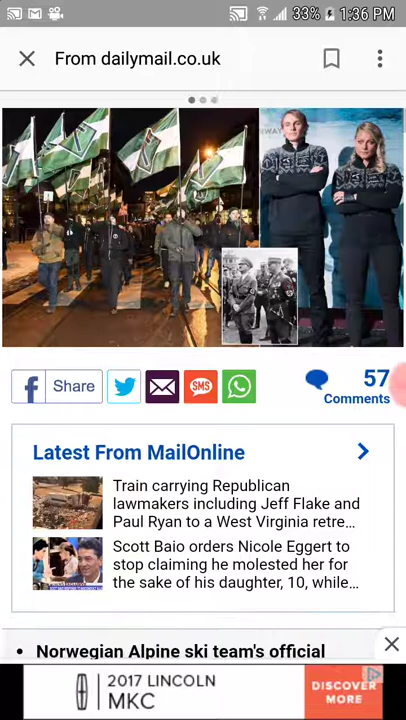 33% 1:36 PM
From dailymail.co.uk
f Share
SMS
57
Comments
Latest From MailOnline
Train carrying Republican
lawmakers including Jeff Flake and
Paul Ryan to a West Virginia retre...
Scott Baio orders Nicole Eggert to
stop claiming he molested her for
the sake of his daughter, 10, while...
• Norwegian Alpine ski team's official
2017 LINCOLN
MKC
DISCOVER
MORE